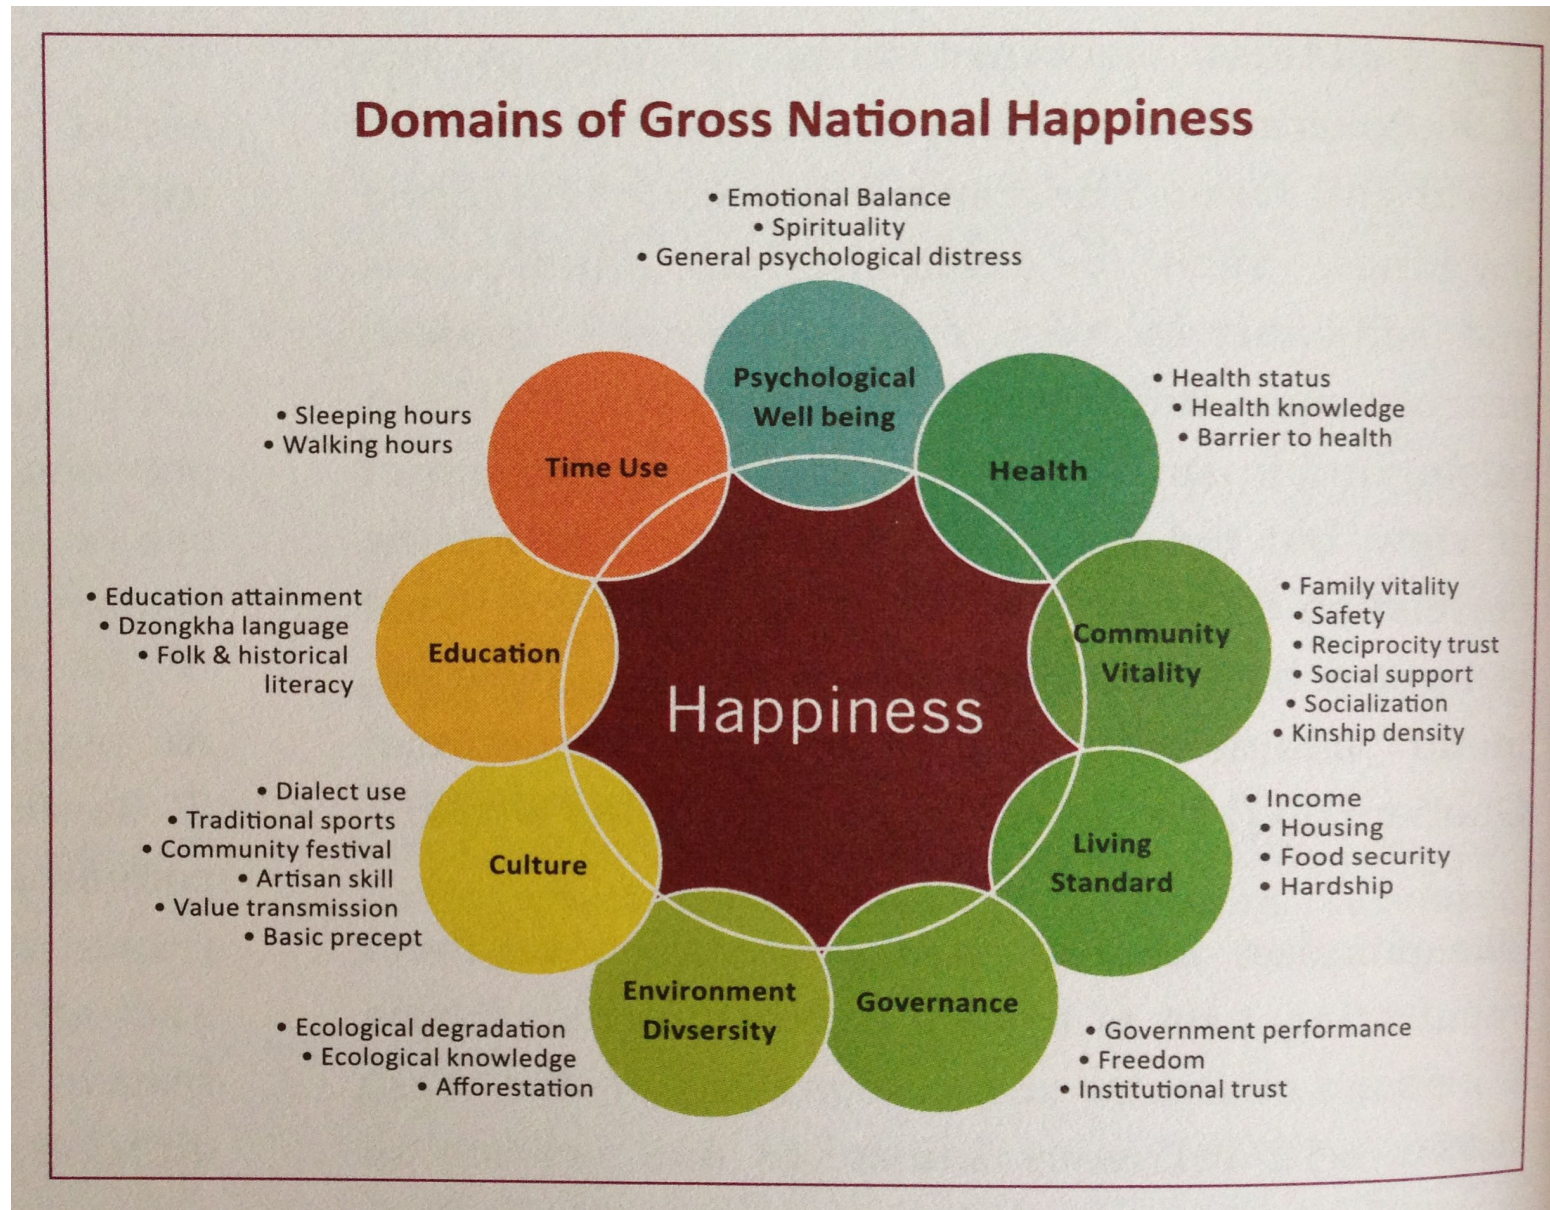 Domains of Gross National Happiness
• Emotional Balance
• Spirituality
• General psychological distress
Psychological
Well being
• Health status
• Health knowledge
• Barrier to health
Health
• Family vitality
• Safety
• Reciprocity trust
• Social support
• Socialization
• Kinship density
Community
Vitality
• Income
• Housing
• Food security
• Hardship
Living
Standard
• Government performance
• Freedom
• Institutional trust
Governance
Environment
Divsersity
• Ecological degradation
• Ecological knowledge
• Afforestation
Culture
• Dialect use
• Traditional sports
• Community festival
• Artisan skill
• Value transmission
• Basic precept
Education
• Education attainment
• Dzongkha language
• Folk & historical
literacy
Time Use
• Sleeping hours
• Walking hours
Happiness